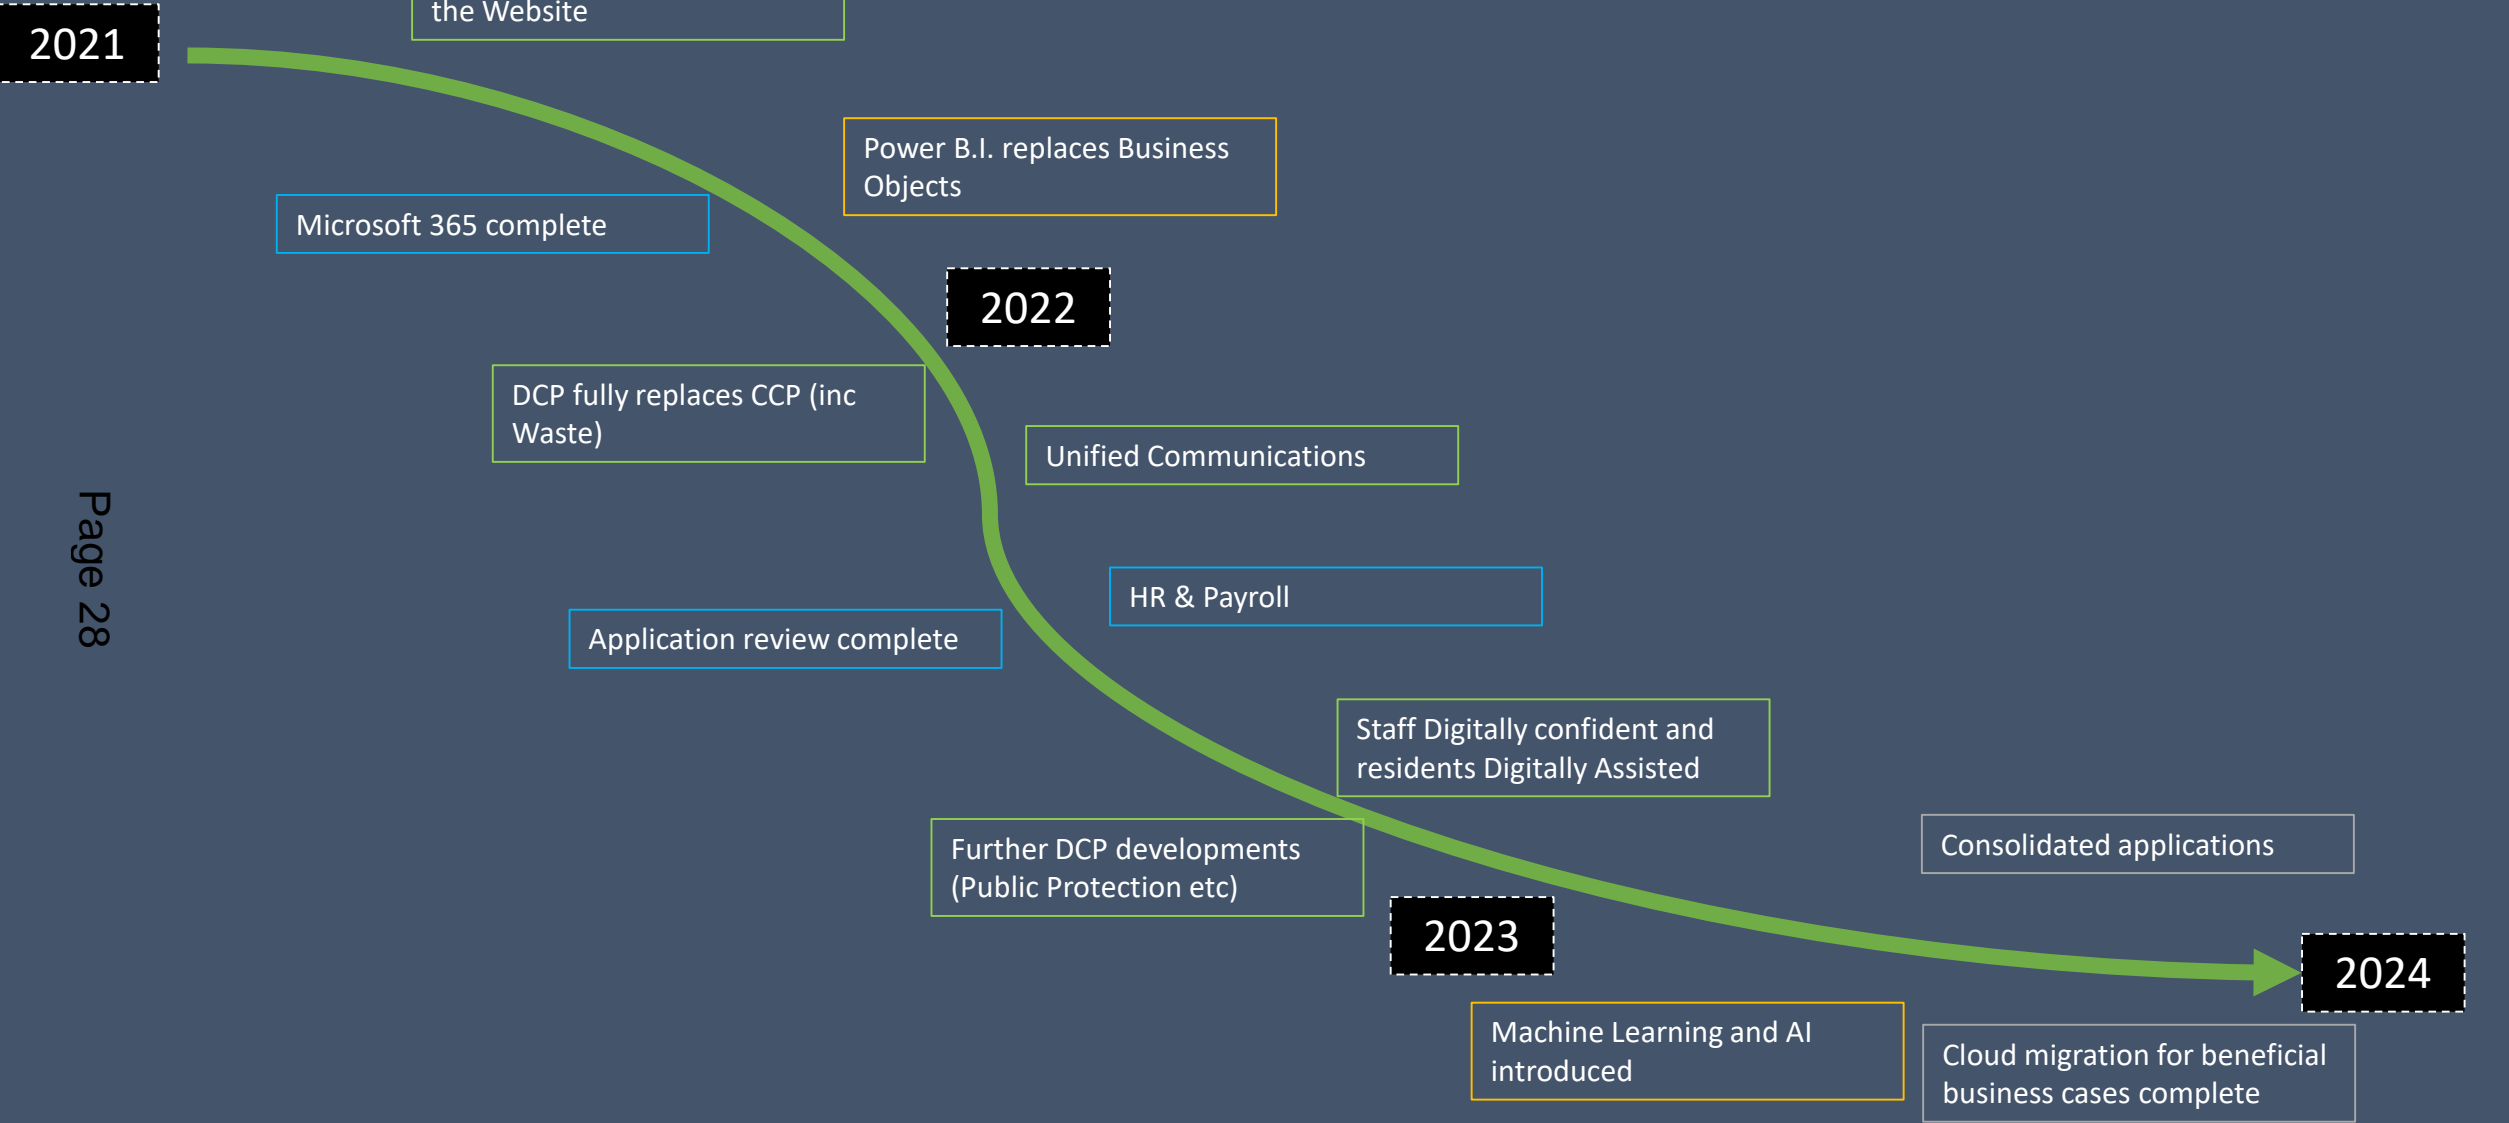 the Website
2021
Power B.I. replaces Business
Objects
Microsoft 365 complete
2022
DCP fully replaces CCP (inc
Waste)
Unified Communications
Page 28
HR & Payroll
Application review complete
Staff Digitally confident and
residents Digitally Assisted
Further DCP developments
(Public Protection etc)
Consolidated applications
2023
2024
Machine Learning and AI
introduced
Cloud migration for beneficial
business cases complete